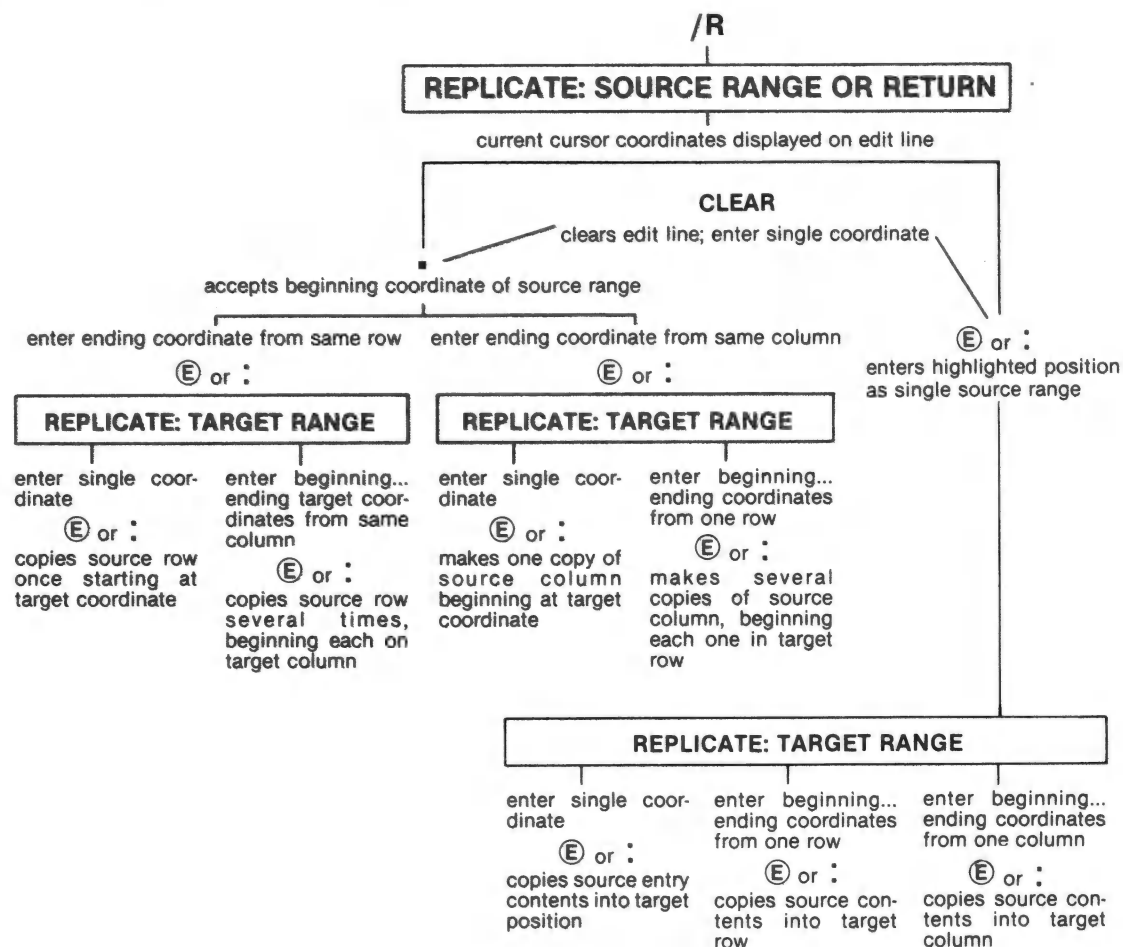 /R
REPLICATE: SOURCE RANGE OR RETURN
current cursor coordinates displayed on edit line
CLEAR
clears edit line; enter single coordinate
.
accepts beginning coordinate of source range
enter ending coordinate from same row
Ⓔ or :
REPLICATE: TARGET RANGE
enter single coor-
dinate
Ⓔ or :
copies source row
once starting at
target coordinate
enter beginning...
ending target coor-
dinates from same
column
Ⓔ or :
copies source row
several times,
beginning each on
target column
enter ending coordinate from same column
Ⓔ or :
REPLICATE: TARGET RANGE
enter single coor-
dinate
Ⓔ or :
makes one copy of
source column
beginning at target
coordinate
enter beginning...
ending coordinates
from one row
Ⓔ or :
makes several
copies of source
column, beginning
each one in target
row
Ⓔ or :
enters highlighted position
as single source range
REPLICATE: TARGET RANGE
enter single coor-
dinate
Ⓔ or :
copies source entry
contents into target
position
enter beginning...
ending coordinates
from one row
Ⓔ or :
copies source con-
tents into target
row
enter beginning...
ending coordinates
from one column
Ⓔ or :
copies source con-
tents into target
column